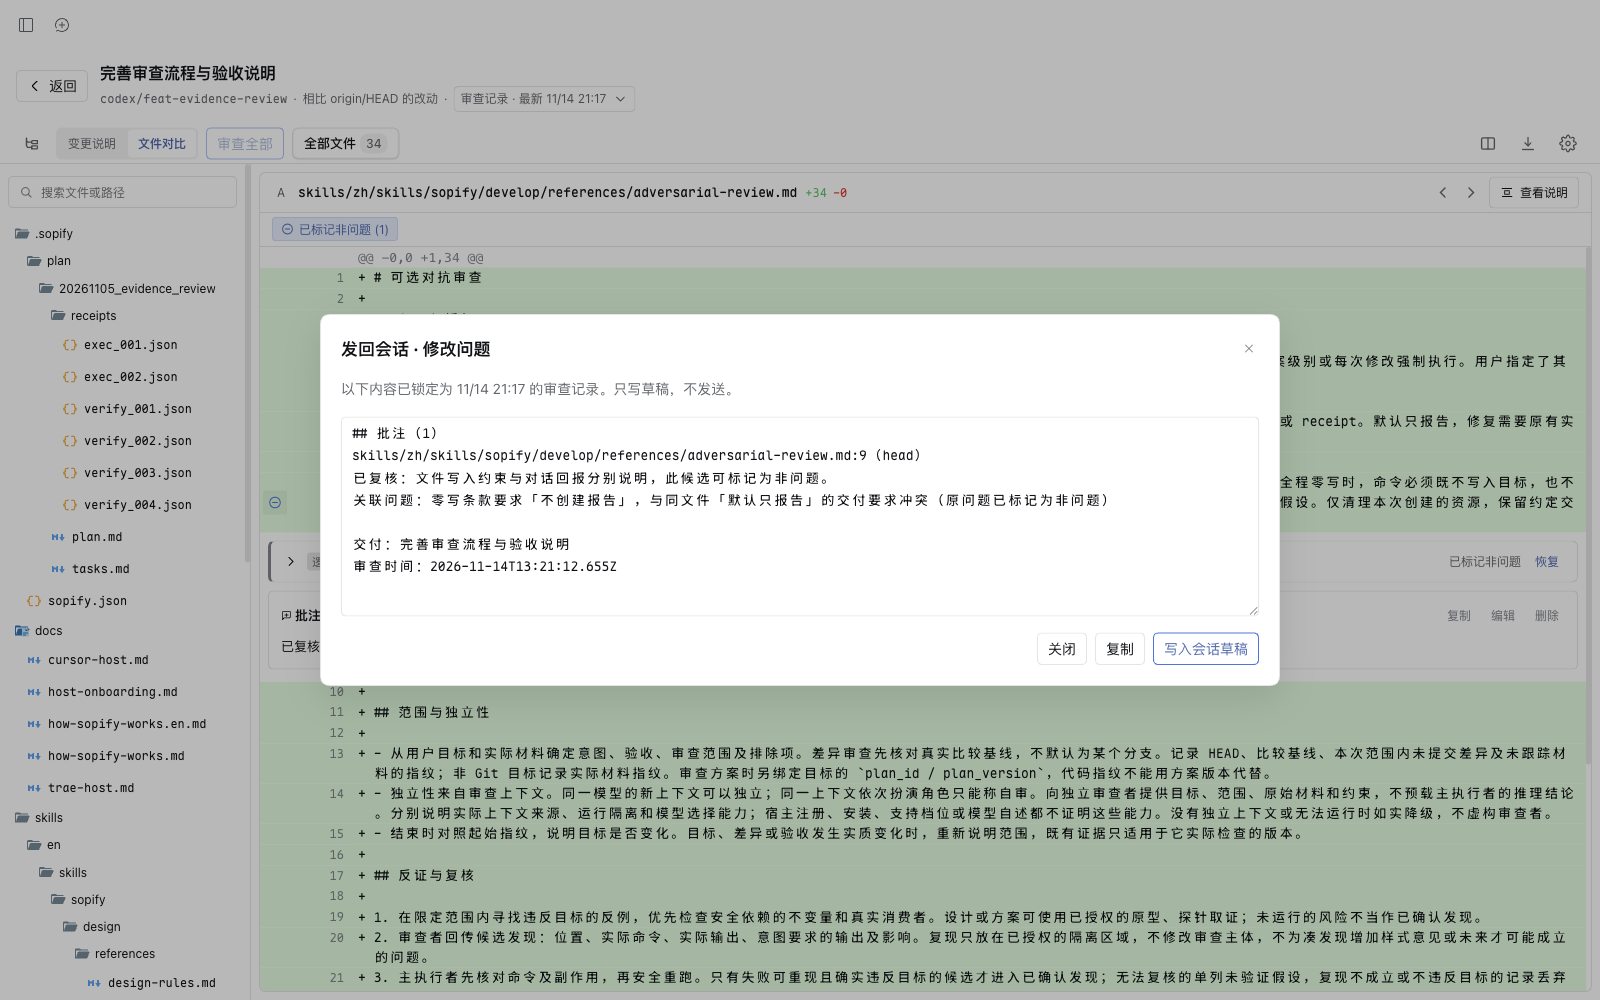 返回
完善审查流程与验收说明
codex/feat-evidence-review · 相比 origin/HEAD 的改动 · 审查记录 · 最新 11/14 21:17
变更说明 文件对比 审查全部 全部文件 34
搜索文件或路径
.sopify
plan
20261105_evidence_review
receipts
exec_001.json
exec_002.json
verify_001.json
verify_002.json
verify_003.json
verify_004.json
plan.md
tasks.md
sopify.json
docs
cursor-host.md
host-onboarding.md
how-sopify-works.en.md
how-sopify-works.md
trae-host.md
skills
en
skills
sopify
design
references
design-rules.md
A skills/zh/skills/sopify/develop/references/adversarial-review.md +34 -0
查看说明
已标记非问题 (1)
@@ -0,0 +1,34 @@
1 + # 可选对抗审查
2 +
案级别或每次修改强制执行。用户指定了其
或 receipt。默认只报告，修复需要原有实
全程零写时，命令必须既不写入目标，也不
假设。仅清理本次创建的资源，保留约定交
已标记非问题 恢复
批注
复制 编辑 删除
已复核
发回会话 · 修改问题
以下内容已锁定为 11/14 21:17 的审查记录。只写草稿，不发送。
## 批注 (1)
skills/zh/skills/sopify/develop/references/adversarial-review.md:9 (head)
已复核：文件写入约束与对话回报分别说明，此候选可标记为非问题。
关联问题：零写条款要求「不创建报告」，与同文件「默认只报告」的交付要求冲突（原问题已标记为非问题）
交付：完善审查流程与验收说明
审查时间：2026-11-14T13:21:12.655Z
关闭 复制 写入会话草稿
10 +
11 + ## 范围与独立性
12 +
13 + - 从用户目标和实际材料确定意图、验收、审查范围及排除项。差异审查先核对真实比较基线，不默认为某个分支。记录 HEAD、比较基线、本次范围内未提交差异及未跟踪材
料的指纹；非 Git 目标记录实际材料指纹。审查方案时另绑定目标的 `plan_id / plan_version`，代码指纹不能用方案版本代替。
14 + - 独立性来自审查上下文。同一模型的新上下文可以独立；同一上下文依次扮演角色只能称自审。向独立审查者提供目标、范围、原始材料和约束，不预载主执行者的推理结论
。分别说明实际上下文来源、运行隔离和模型选择能力；宿主注册、安装、支持档位或模型自述都不证明这些能力。没有独立上下文或无法运行时如实降级，不虚构审查者。
15 + - 结束时对照起始指纹，说明目标是否变化。目标、差异或验收发生实质变化时，重新说明范围，既有证据只适用于它实际检查的版本。
16 +
17 + ## 反证与复核
18 +
19 + 1. 在限定范围内寻找违反目标的反例，优先检查安全依赖的不变量和真实消费者。设计或方案可使用已授权的原型、探针取证；未运行的风险不当作已确认发现。
20 + 2. 审查者回传候选发现：位置、实际命令、实际输出、意图要求的输出及影响。复现只放在已授权的隔离区域，不修改审查主体，不为凑发现增加样式意见或未来才可能成立
的问题。
21 + 3. 主执行者先核对命令及副作用，再安全重跑。只有失败可重现且确实违反目标的候选才进入已确认发现；无法复核的单列未验证假设，复现不成立或不违反目标的记录丢弃